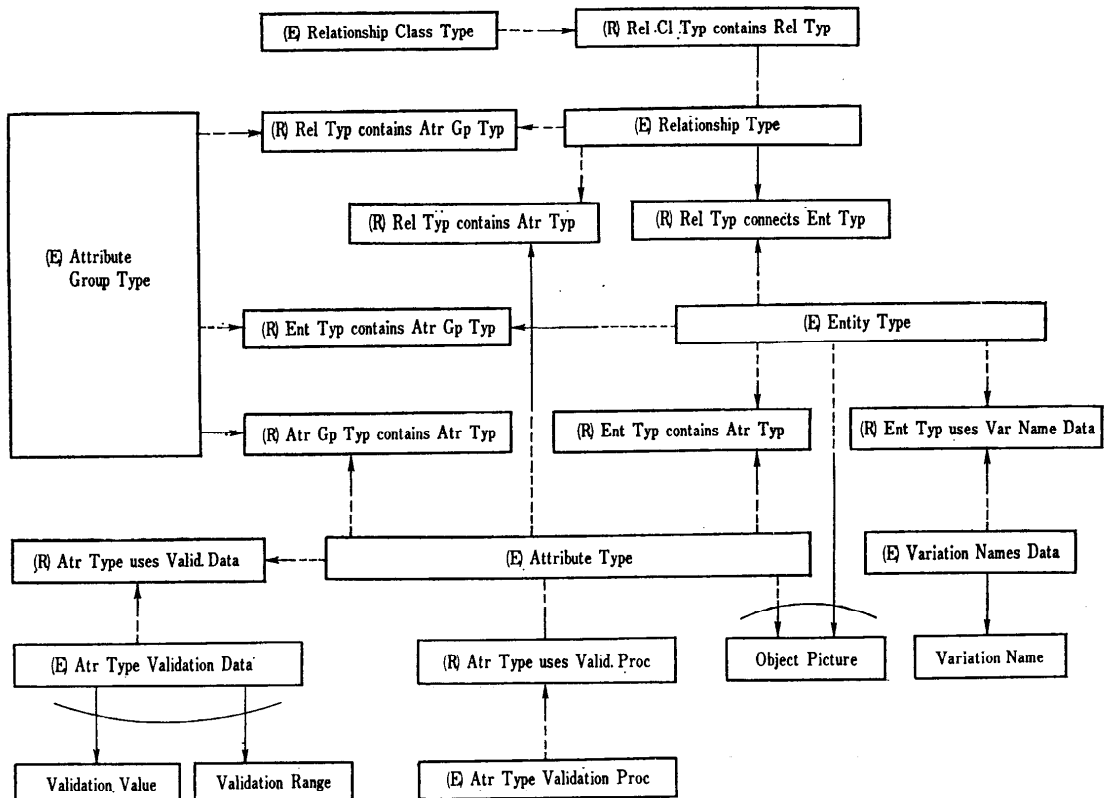 (E) Relationship Class Type
(R) Rel Cl Typ contains Rel Typ
(R) Rel Typ contains Atr Gp Typ
(E) Relationship Type
(R) Rel Typ contains Atr Typ
(R) Rel Typ connects Ent Typ
(E) Attribute
Group Type
(R) Ent Typ contains Atr Gp Typ
(E) Entity Type
(R) Atr Gp Typ contains Atr Typ
(R) Ent Typ contains Atr Typ
(R) Ent Typ uses Var Name Data
(R) Atr Type uses Valid. Data
(E) Attribute Type
(E) Variation Names Data
(E) Atr Type Validation Data
(R) Atr Type uses Valid. Proc
Object Picture
Variation Name
Validation Value
Validation Range
(E) Atr Type Validation Proc